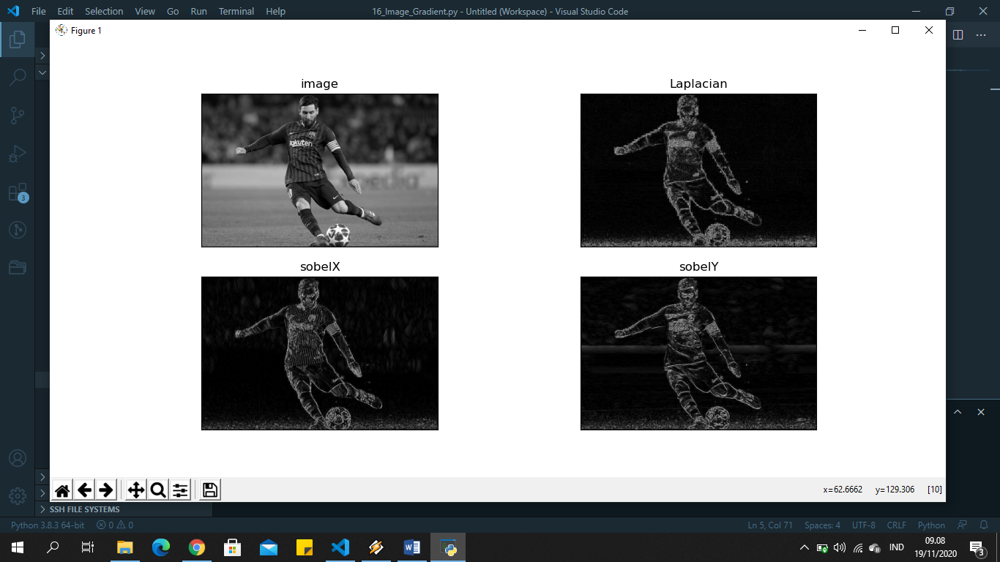 File Edit Selection View Go Run Terminal Help
16_Image_Gradient.py - Untitled (Workspace) - Visual Studio Code
Figure 1
image
Laplacian
Rakuten
sobelX
sobelY
3
x=62.6662 y=129.306 [10]
SSH FILE SYSTEMS
Python 3.8.3 64-bit 0 0
Ln 5, Col 71 Spaces: 4 UTF-8 CRLF Python
IND
09.08
19/11/2020
3